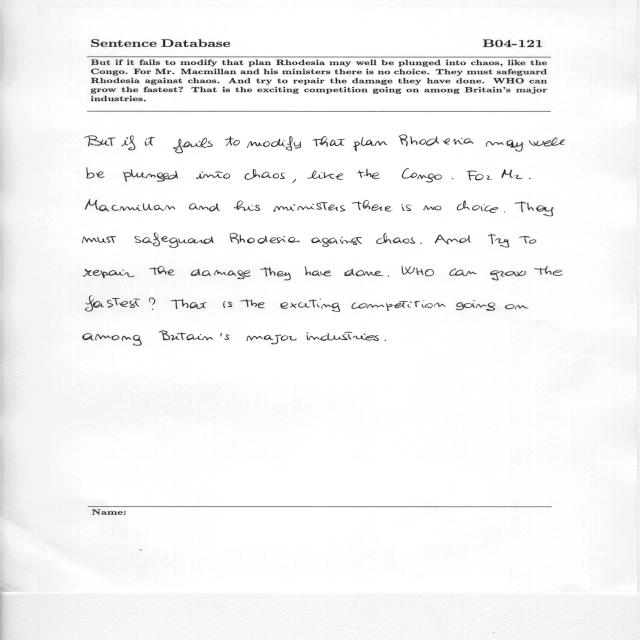 Sentence Database B04-121
But if it fails to modify that plan Rhodesia may well be plunged into chaos, like the
Congo. For Mr. Macmillan and his ministers there is no choice. They must safeguard
Rhodesia against chaos. And try to repair the damage they have done. WHO can
grow the fastest? That is the exciting competition going on among Britain's major
industries.
But if it fails to modify that plan Rhodesia may well
be plunged into chaos, like the Congo. For Mr.
Macmillan and his ministers there is no choice. They
must safeguard Rhodesia against chaos. And try to
repair the damage they have done. WHO can grow the
fastest? That is the exciting competition going on
among Britain's major industries.
Name: